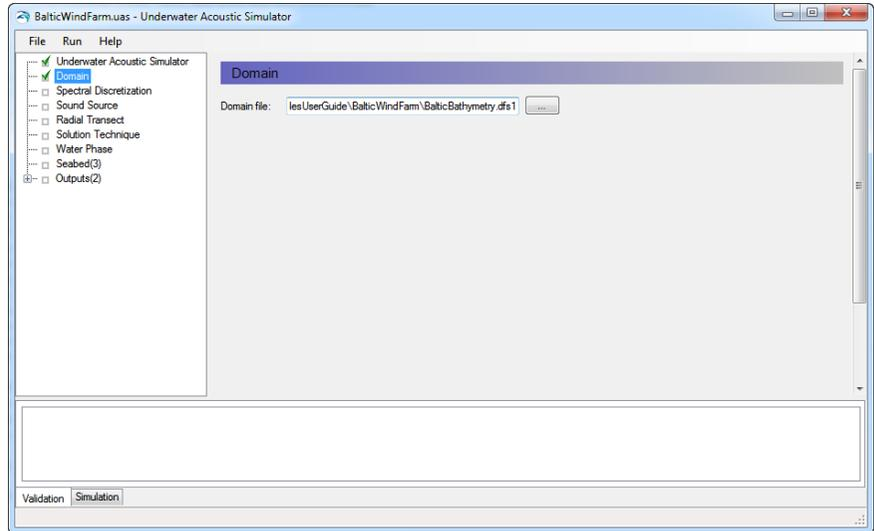 BalticWindFarm.uas - Underwater Acoustic Simulator
File Run Help
Underwater Acoustic Simulator
Domain
Spectral Discretization
Sound Source
Radial Transect
Solution Technique
Water Phase
Seabed(3)
Outputs(2)
Domain
Domain file: lesUserGuide\BalticWindFarm\BalticBathymetry.dfs1 ...
Validation Simulation